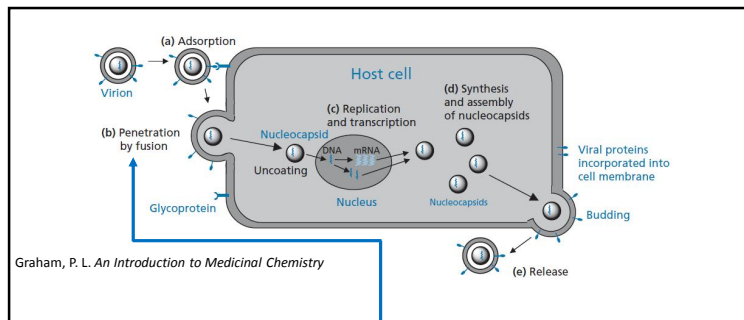 (a) Adsorption
Virion
Host cell
(b) Penetration
by fusion
Nucleocapsid
Uncoating
(c) Replication
and transcription
DNA
mRNA
Nucleus
(d) Synthesis
and assembly
of nucleocapsids
Nucleocapsids
Viral proteins
incorporated into
cell membrane
Glycoprotein
Budding
(e) Release
Graham, P. L. An Introduction to Medicinal Chemistry